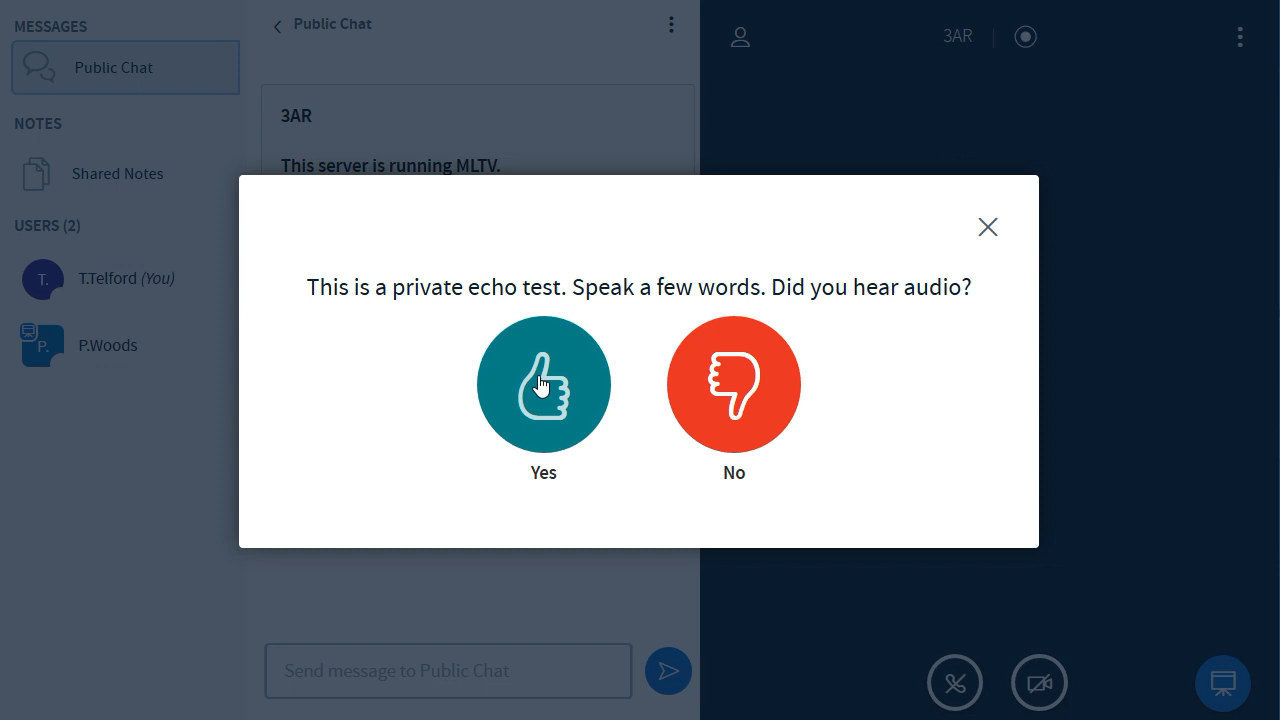 MESSAGES
Public Chat
NOTES
Shared Notes
USERS (2)
T.
T.Telford (You)
P.
P.Woods
Public Chat
3AR
This server is running MLTV.
Send message to Public Chat
3AR
This is a private echo test. Speak a few words. Did you hear audio?
Yes
No